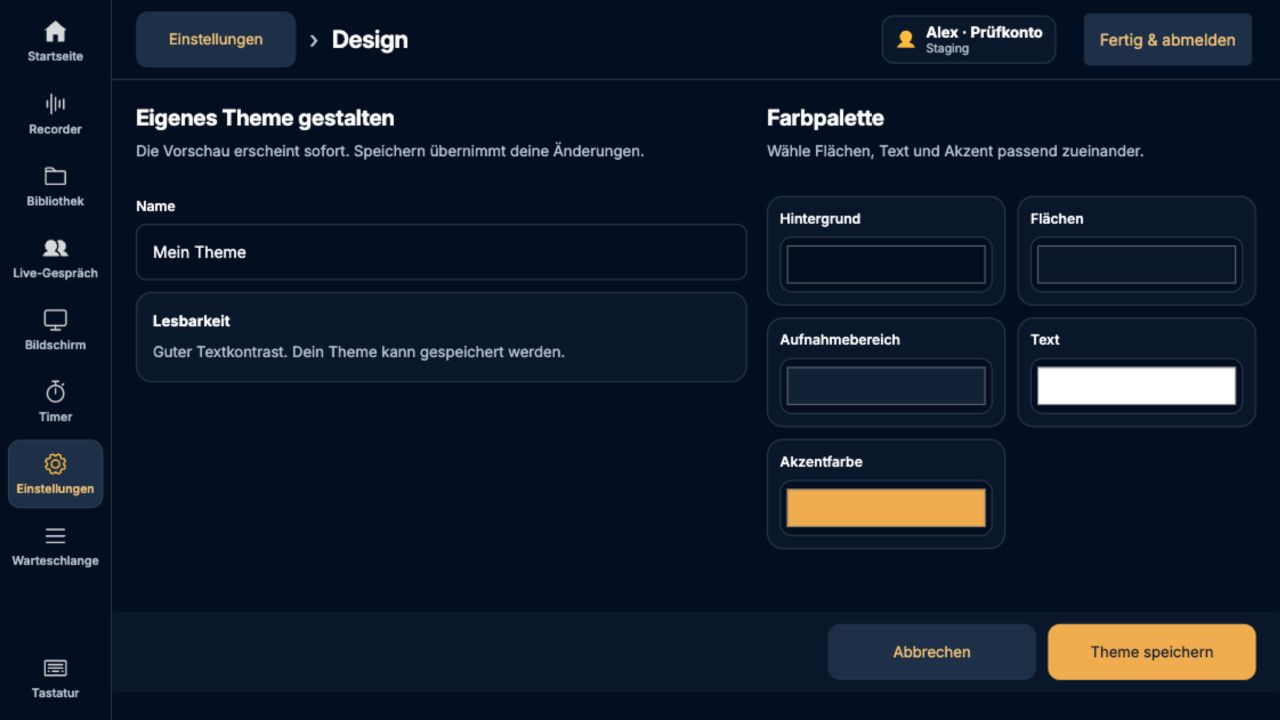 Startseite
Recorder
Bibliothek
Live-Gespräch
Bildschirm
Timer
Einstellungen
Warteschlange
Tastatur
Einstellungen › Design
Alex · Prüfkonto
Staging
Fertig & abmelden
Eigenes Theme gestalten
Die Vorschau erscheint sofort. Speichern übernimmt deine Änderungen.
Name
Mein Theme
Lesbarkeit
Guter Textkontrast. Dein Theme kann gespeichert werden.
Farbpalette
Wähle Flächen, Text und Akzent passend zueinander.
Hintergrund
Flächen
Aufnahmebereich
Text
Akzentfarbe
Abbrechen
Theme speichern